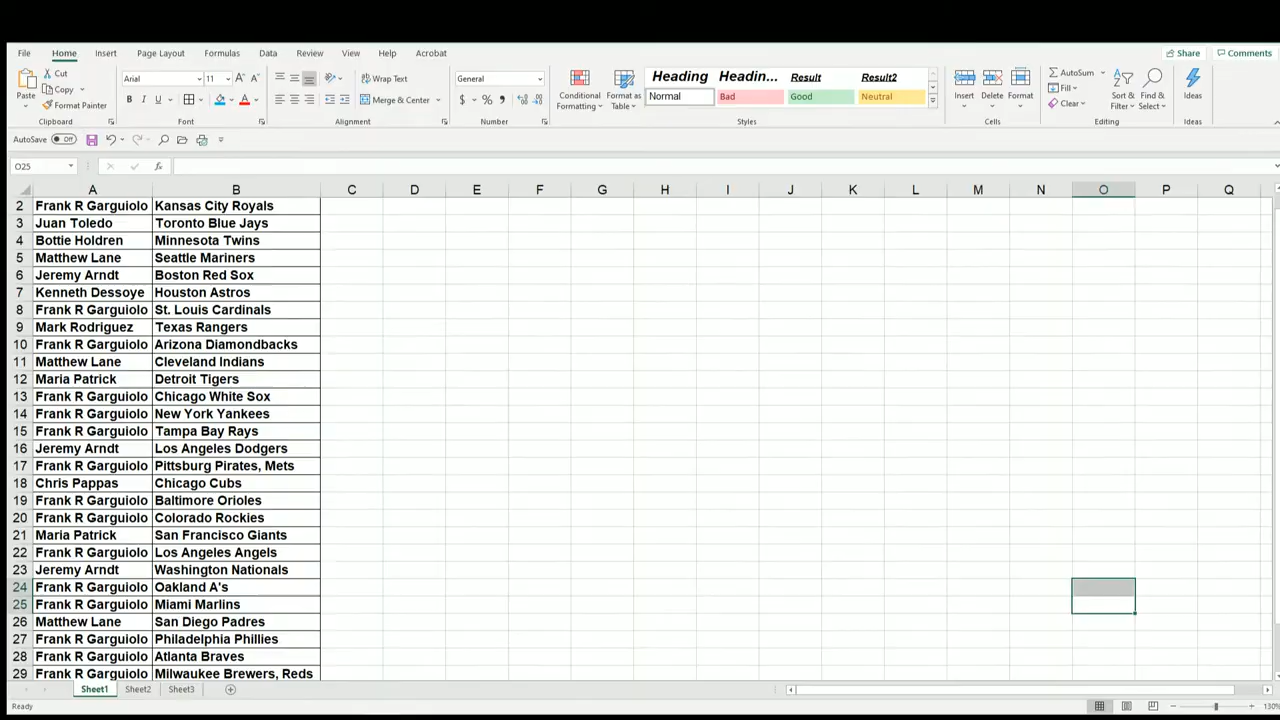 File Home Insert Page Layout Formulas Data Review View Help Acrobat Share Comments
Paste Cut Copy Format Painter Clipboard
Arial 11 A A B I U A Font
Wrap Text Merge & Center Alignment
General $ % , Number
Conditional Formatting Format as Table Heading Headin... Result Result2 Normal Bad Good Neutral Styles
Insert Delete Format Cells
AutoSum Fill Clear Sort & Filter Find & Select Editing
Ideas Ideas
AutoSave Off
O25 fx
A B C D E F G H I J K L M N O P Q
2 Frank R Garguiolo Kansas City Royals
3 Juan Toledo Toronto Blue Jays
4 Bottie Holdren Minnesota Twins
5 Matthew Lane Seattle Mariners
6 Jeremy Arndt Boston Red Sox
7 Kenneth Dessoye Houston Astros
8 Frank R Garguiolo St. Louis Cardinals
9 Mark Rodriguez Texas Rangers
10 Frank R Garguiolo Arizona Diamondbacks
11 Matthew Lane Cleveland Indians
12 Maria Patrick Detroit Tigers
13 Frank R Garguiolo Chicago White Sox
14 Frank R Garguiolo New York Yankees
15 Frank R Garguiolo Tampa Bay Rays
16 Jeremy Arndt Los Angeles Dodgers
17 Frank R Garguiolo Pittsburg Pirates, Mets
18 Chris Pappas Chicago Cubs
19 Frank R Garguiolo Baltimore Orioles
20 Frank R Garguiolo Colorado Rockies
21 Maria Patrick San Francisco Giants
22 Frank R Garguiolo Los Angeles Angels
23 Jeremy Arndt Washington Nationals
24 Frank R Garguiolo Oakland A's
25 Frank R Garguiolo Miami Marlins
26 Matthew Lane San Diego Padres
27 Frank R Garguiolo Philadelphia Phillies
28 Frank R Garguiolo Atlanta Braves
29 Frank R Garguiolo Milwaukee Brewers, Reds
Sheet1 Sheet2 Sheet3
Ready 130%